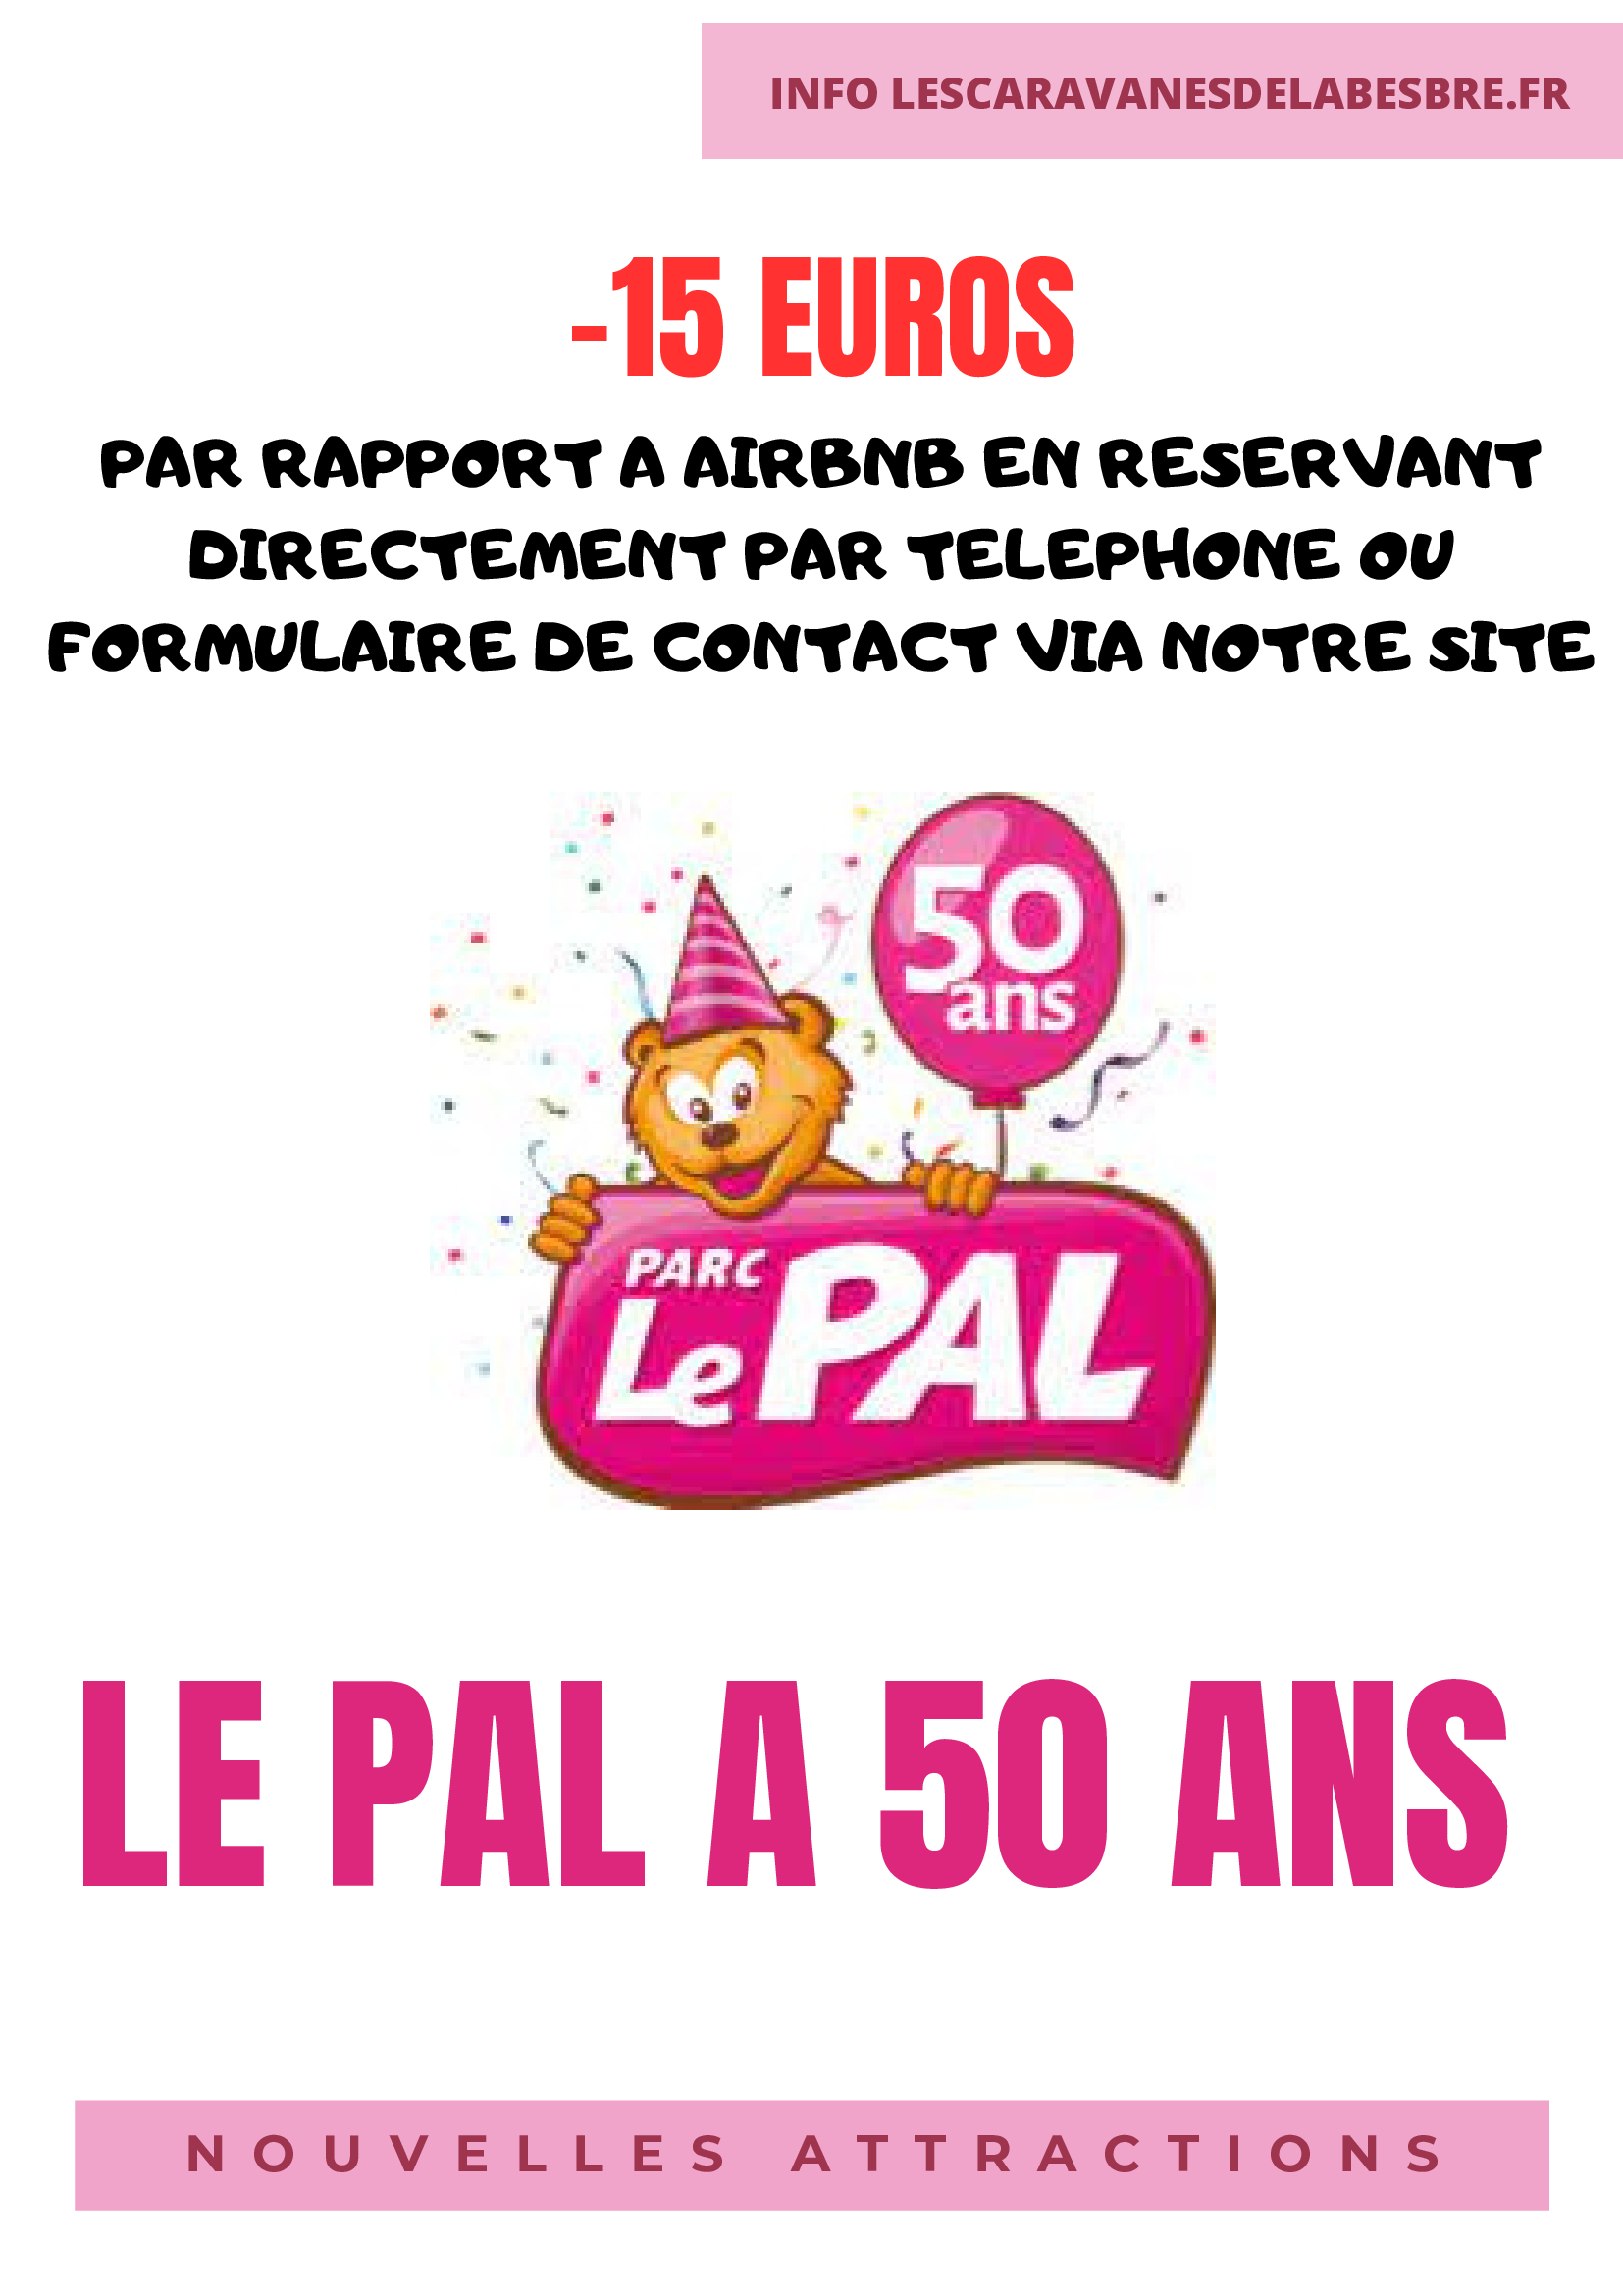 INFO LESCARAVANESDELABESBRE.FR
-15 EUROS
PAR RAPPORT A AIRBNB EN RESERVANT
DIRECTEMENT PAR TELEPHONE OU
FORMULAIRE DE CONTACT VIA NOTRE SITE
50
ans
PARC
Le PAL
LE PAL A 50 ANS
NOUVELLES ATTRACTIONS